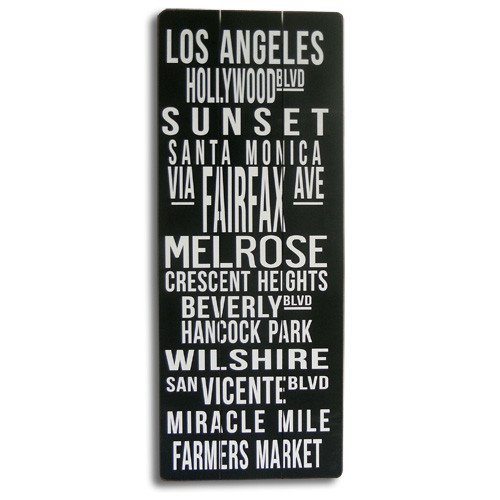 LOS ANGELES
HOLLYWOOD BLVD
SUNSET
SANTA MONICA
VIA FAIRFAX AVE
MELROSE
CRESCENT HEIGHTS
BEVERLY BLVD
HANCOCK PARK
WILSHIRE
SAN VICENTE BLVD
MIRACLE MILE
FARMERS MARKET